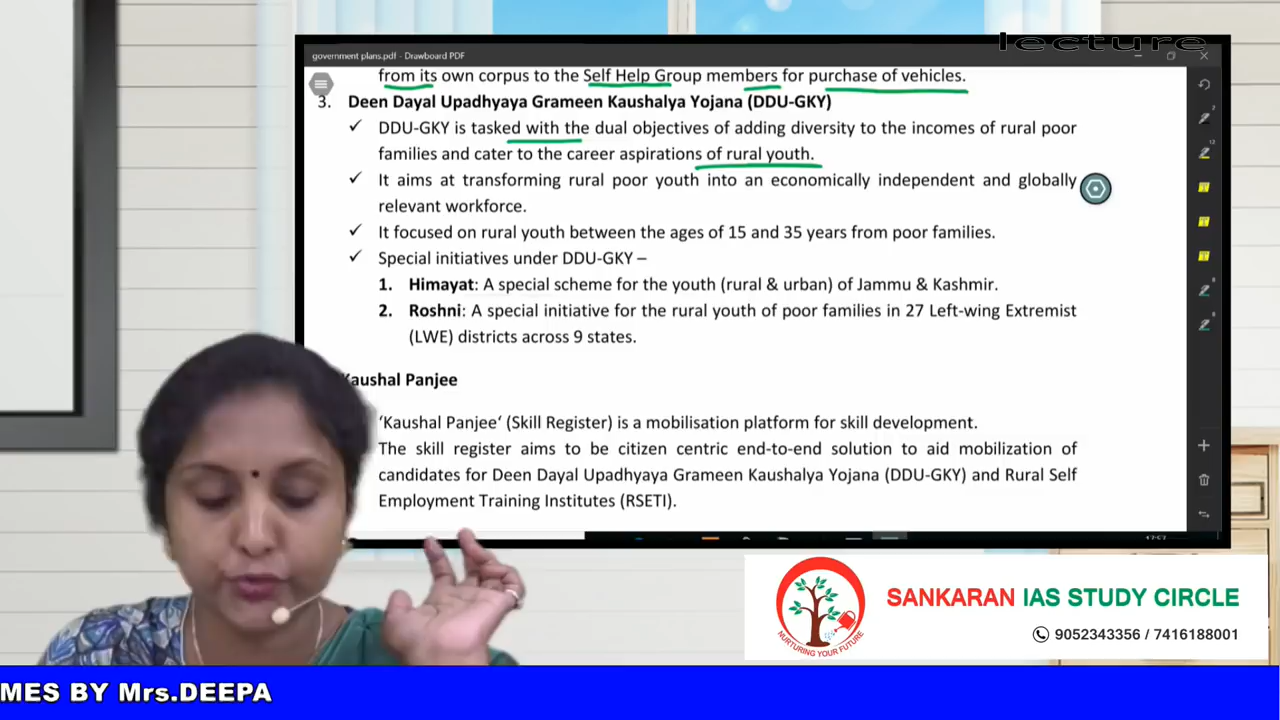 lecture
government plans.pdf - Drawboard PDF
from its own corpus to the Self Help Group members for purchase of vehicles.
3. Deen Dayal Upadhyaya Grameen Kaushalya Yojana (DDU-GKY)
✓ DDU-GKY is tasked with the dual objectives of adding diversity to the incomes of rural poor
families and cater to the career aspirations of rural youth.
✓ It aims at transforming rural poor youth into an economically independent and globally
relevant workforce.
✓ It focused on rural youth between the ages of 15 and 35 years from poor families.
✓ Special initiatives under DDU-GKY –
1. Himayat: A special scheme for the youth (rural & urban) of Jammu & Kashmir.
2. Roshni: A special initiative for the rural youth of poor families in 27 Left-wing Extremist
(LWE) districts across 9 states.
Kaushal Panjee
‘Kaushal Panjee‘ (Skill Register) is a mobilisation platform for skill development.
The skill register aims to be citizen centric end-to-end solution to aid mobilization of
candidates for Deen Dayal Upadhyaya Grameen Kaushalya Yojana (DDU-GKY) and Rural Self
Employment Training Institutes (RSETI).
NURTURING YOUR FUTURE
SANKARAN IAS STUDY CIRCLE
9052343356 / 7416188001
MES BY Mrs.DEEPA